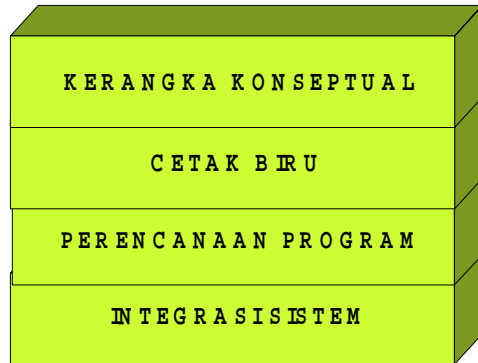 KERANGKA KONSEPTUAL
CETAK BIRU
PERENCANAAN PROGRAM
INTEGRASI SISTEM